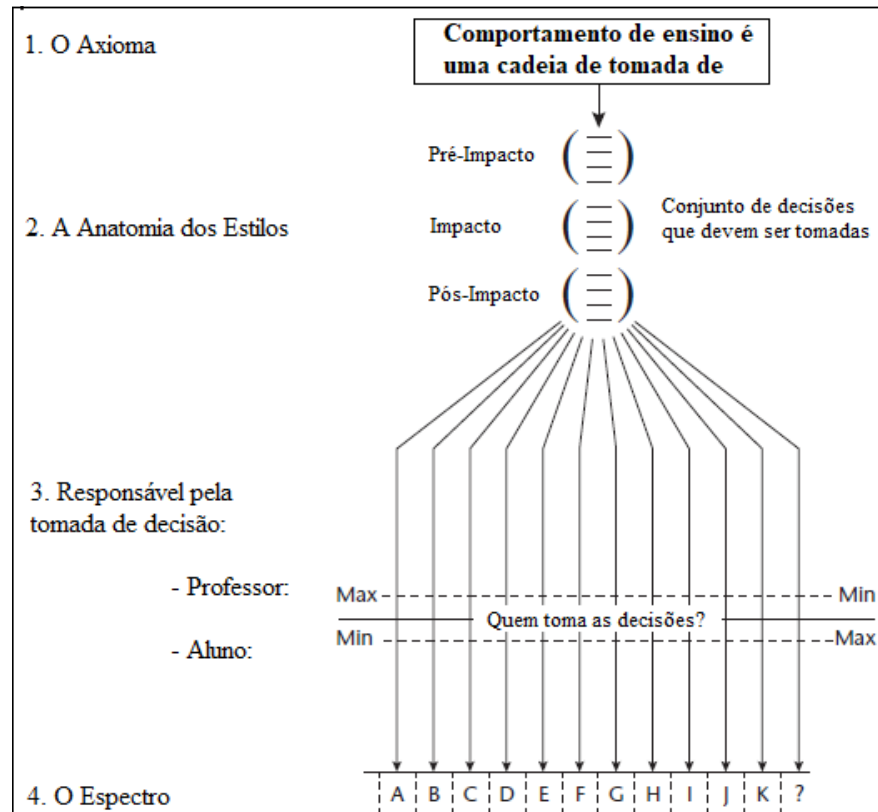 1. O Axioma
Comportamento de ensino é
uma cadeia de tomada de
Pré-Impacto
2. A Anatomia dos Estilos
Impacto
Conjunto de decisões
que devem ser tomadas
Pós-Impacto
3. Responsável pela
tomada de decisão:
- Professor:
Max
Min
Quem toma as decisões?
- Aluno:
Min
Max
4. O Espectro
A B C D E F G H I J K ?